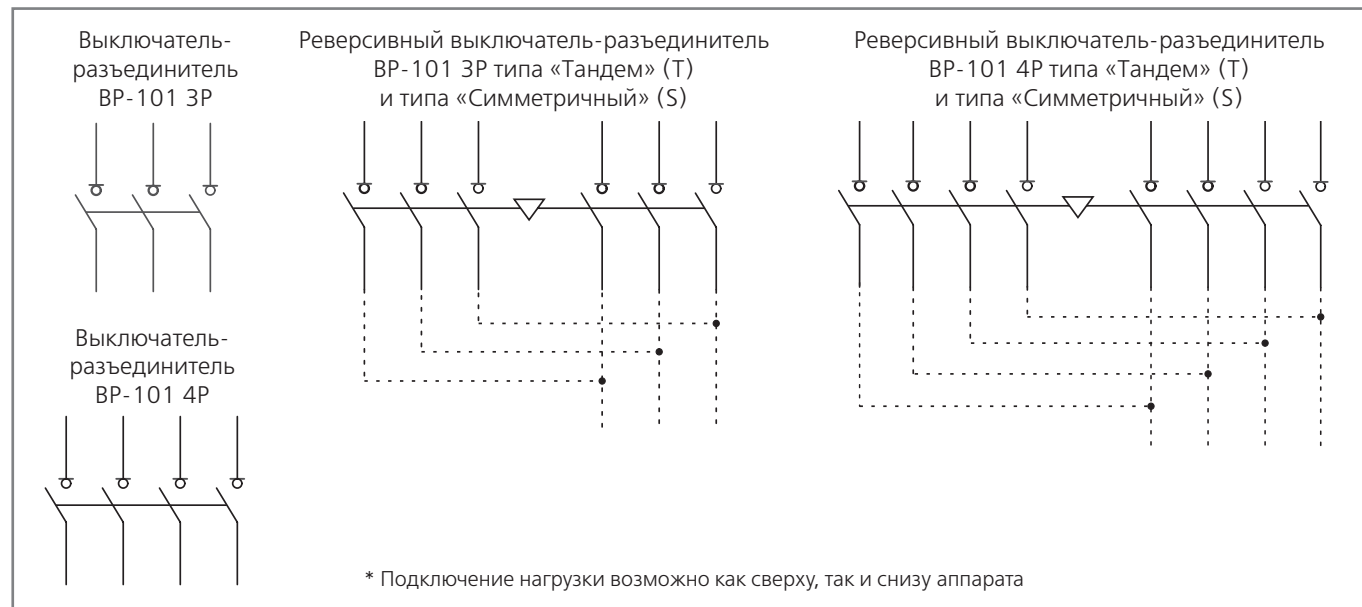 Выключатель-
разъединитель
ВР-101 3Р
Реверсивный выключатель-разъединитель
ВР-101 3Р типа «Тандем» (Т)
и типа «Симметричный» (S)
Реверсивный выключатель-разъединитель
ВР-101 4Р типа «Тандем» (Т)
и типа «Симметричный» (S)
Выключатель-
разъединитель
ВР-101 4Р
* Подключение нагрузки возможно как сверху, так и снизу аппарата